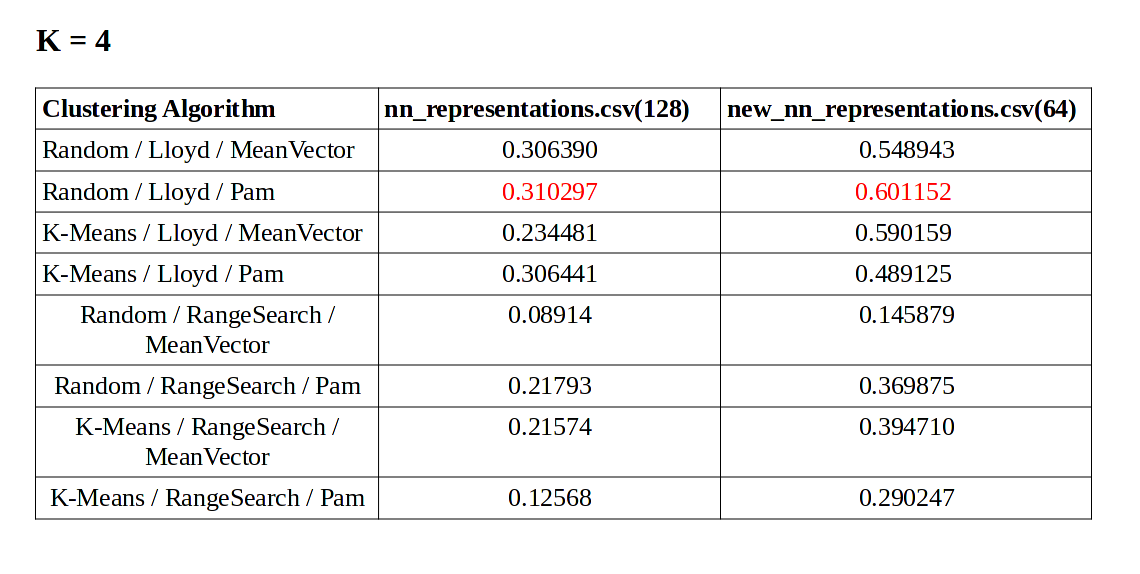 K = 4
Clustering Algorithm nn_representations.csv(128) new_nn_representations.csv(64)
Random / Lloyd / MeanVector 0.306390 0.548943
Random / Lloyd / Pam 0.310297 0.601152
K-Means / Lloyd / MeanVector 0.234481 0.590159
K-Means / Lloyd / Pam 0.306441 0.489125
Random / RangeSearch / 0.08914 0.145879
MeanVector
Random / RangeSearch / Pam 0.21793 0.369875
K-Means / RangeSearch / 0.21574 0.394710
MeanVector
K-Means / RangeSearch / Pam 0.12568 0.290247